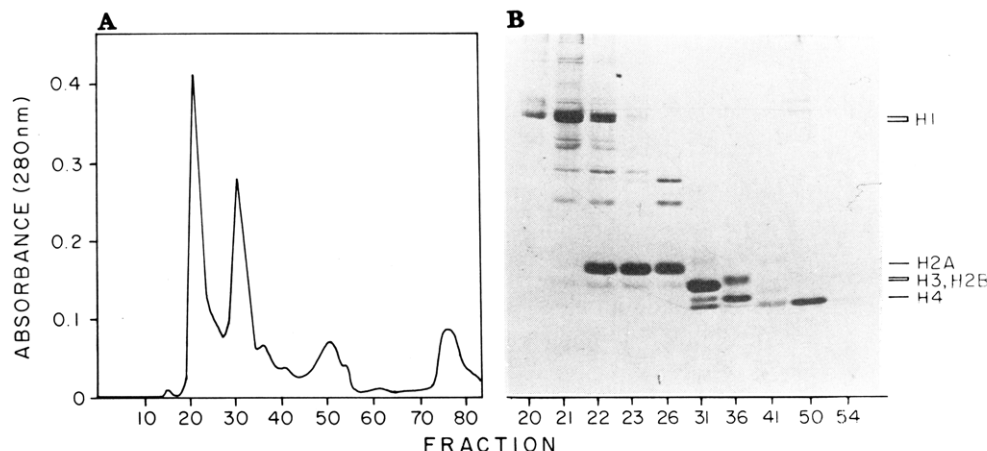 A
ABSORBANCE (280nm)
0.4
0.3
0.2
0.1
0
10 20 30 40 50 60 70 80
B
H1
H2A
H3,H2B
H4
20 21 22 23 26 31 36 41 50 54
FRACTION